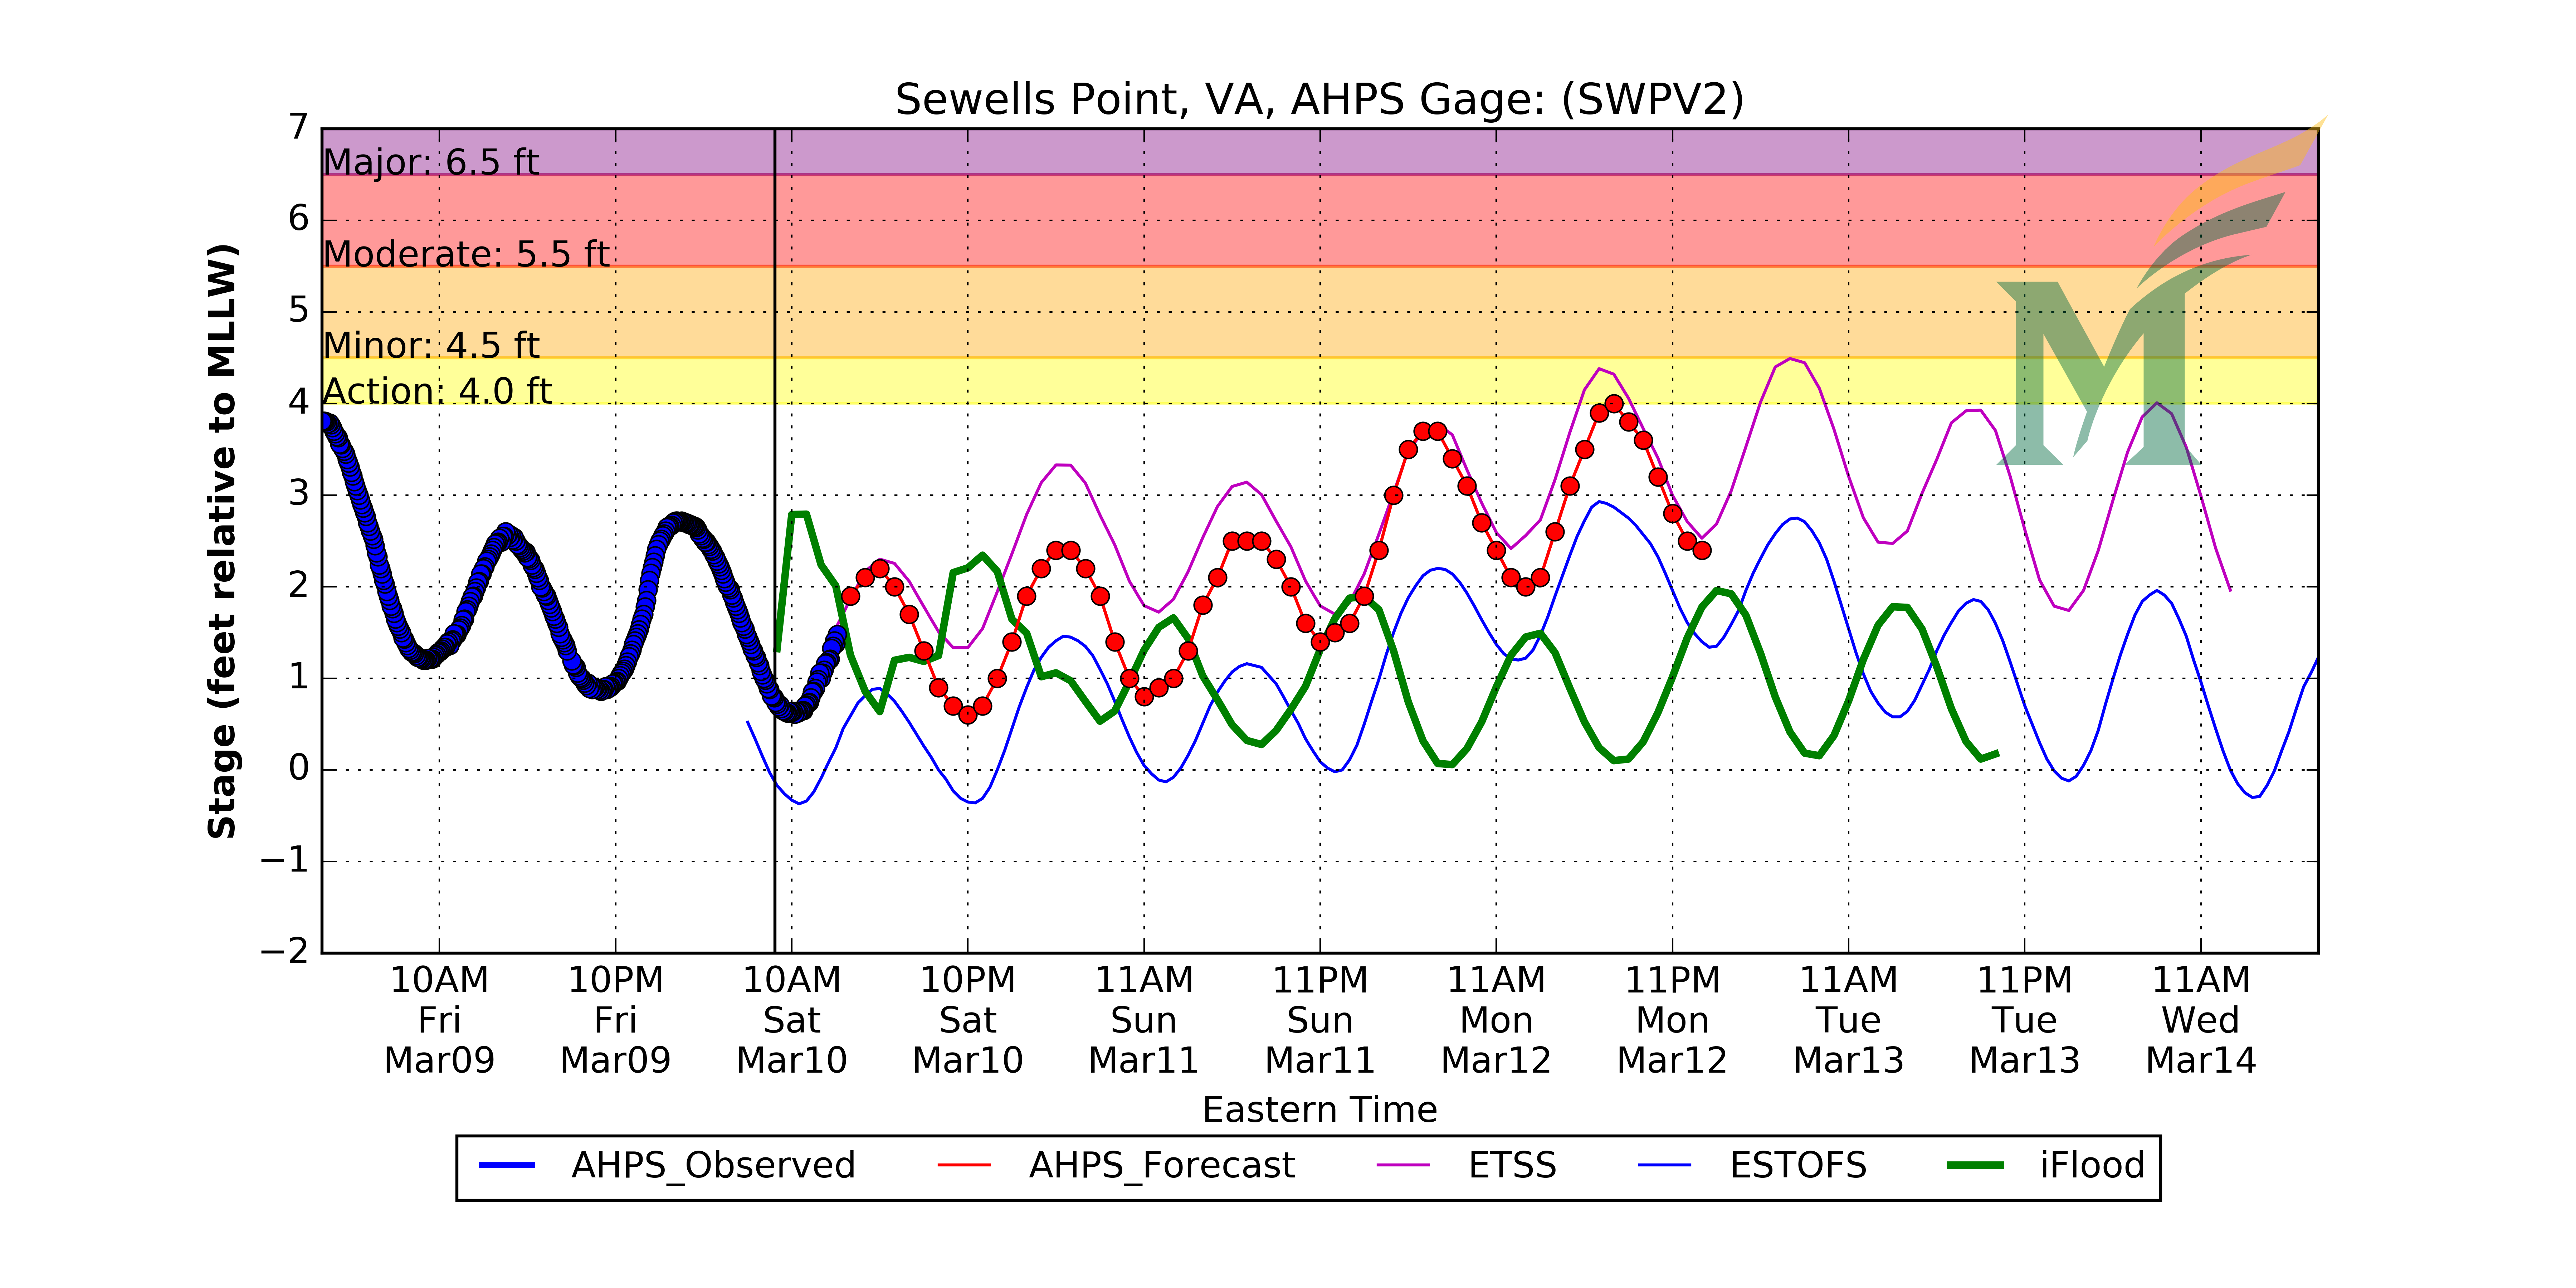 Sewells Point, VA, AHPS Gage: (SWPV2)
7
Major: 6.5 ft
6
Moderate: 5.5 ft
5
Minor: 4.5 ft
Action: 4.0 ft
4
3
2
1
0
−1
−2
Stage (feet relative to MLLW)
10AM 10PM 10AM 10PM 11AM 11PM 11AM 11PM 11AM 11PM 11AM
Fri Fri Sat Sat Sun Sun Mon Mon Tue Tue Wed
Mar09 Mar09 Mar10 Mar10 Mar11 Mar11 Mar12 Mar12 Mar13 Mar13 Mar14
Eastern Time
AHPS_Observed AHPS_Forecast ETSS ESTOFS iFlood
M